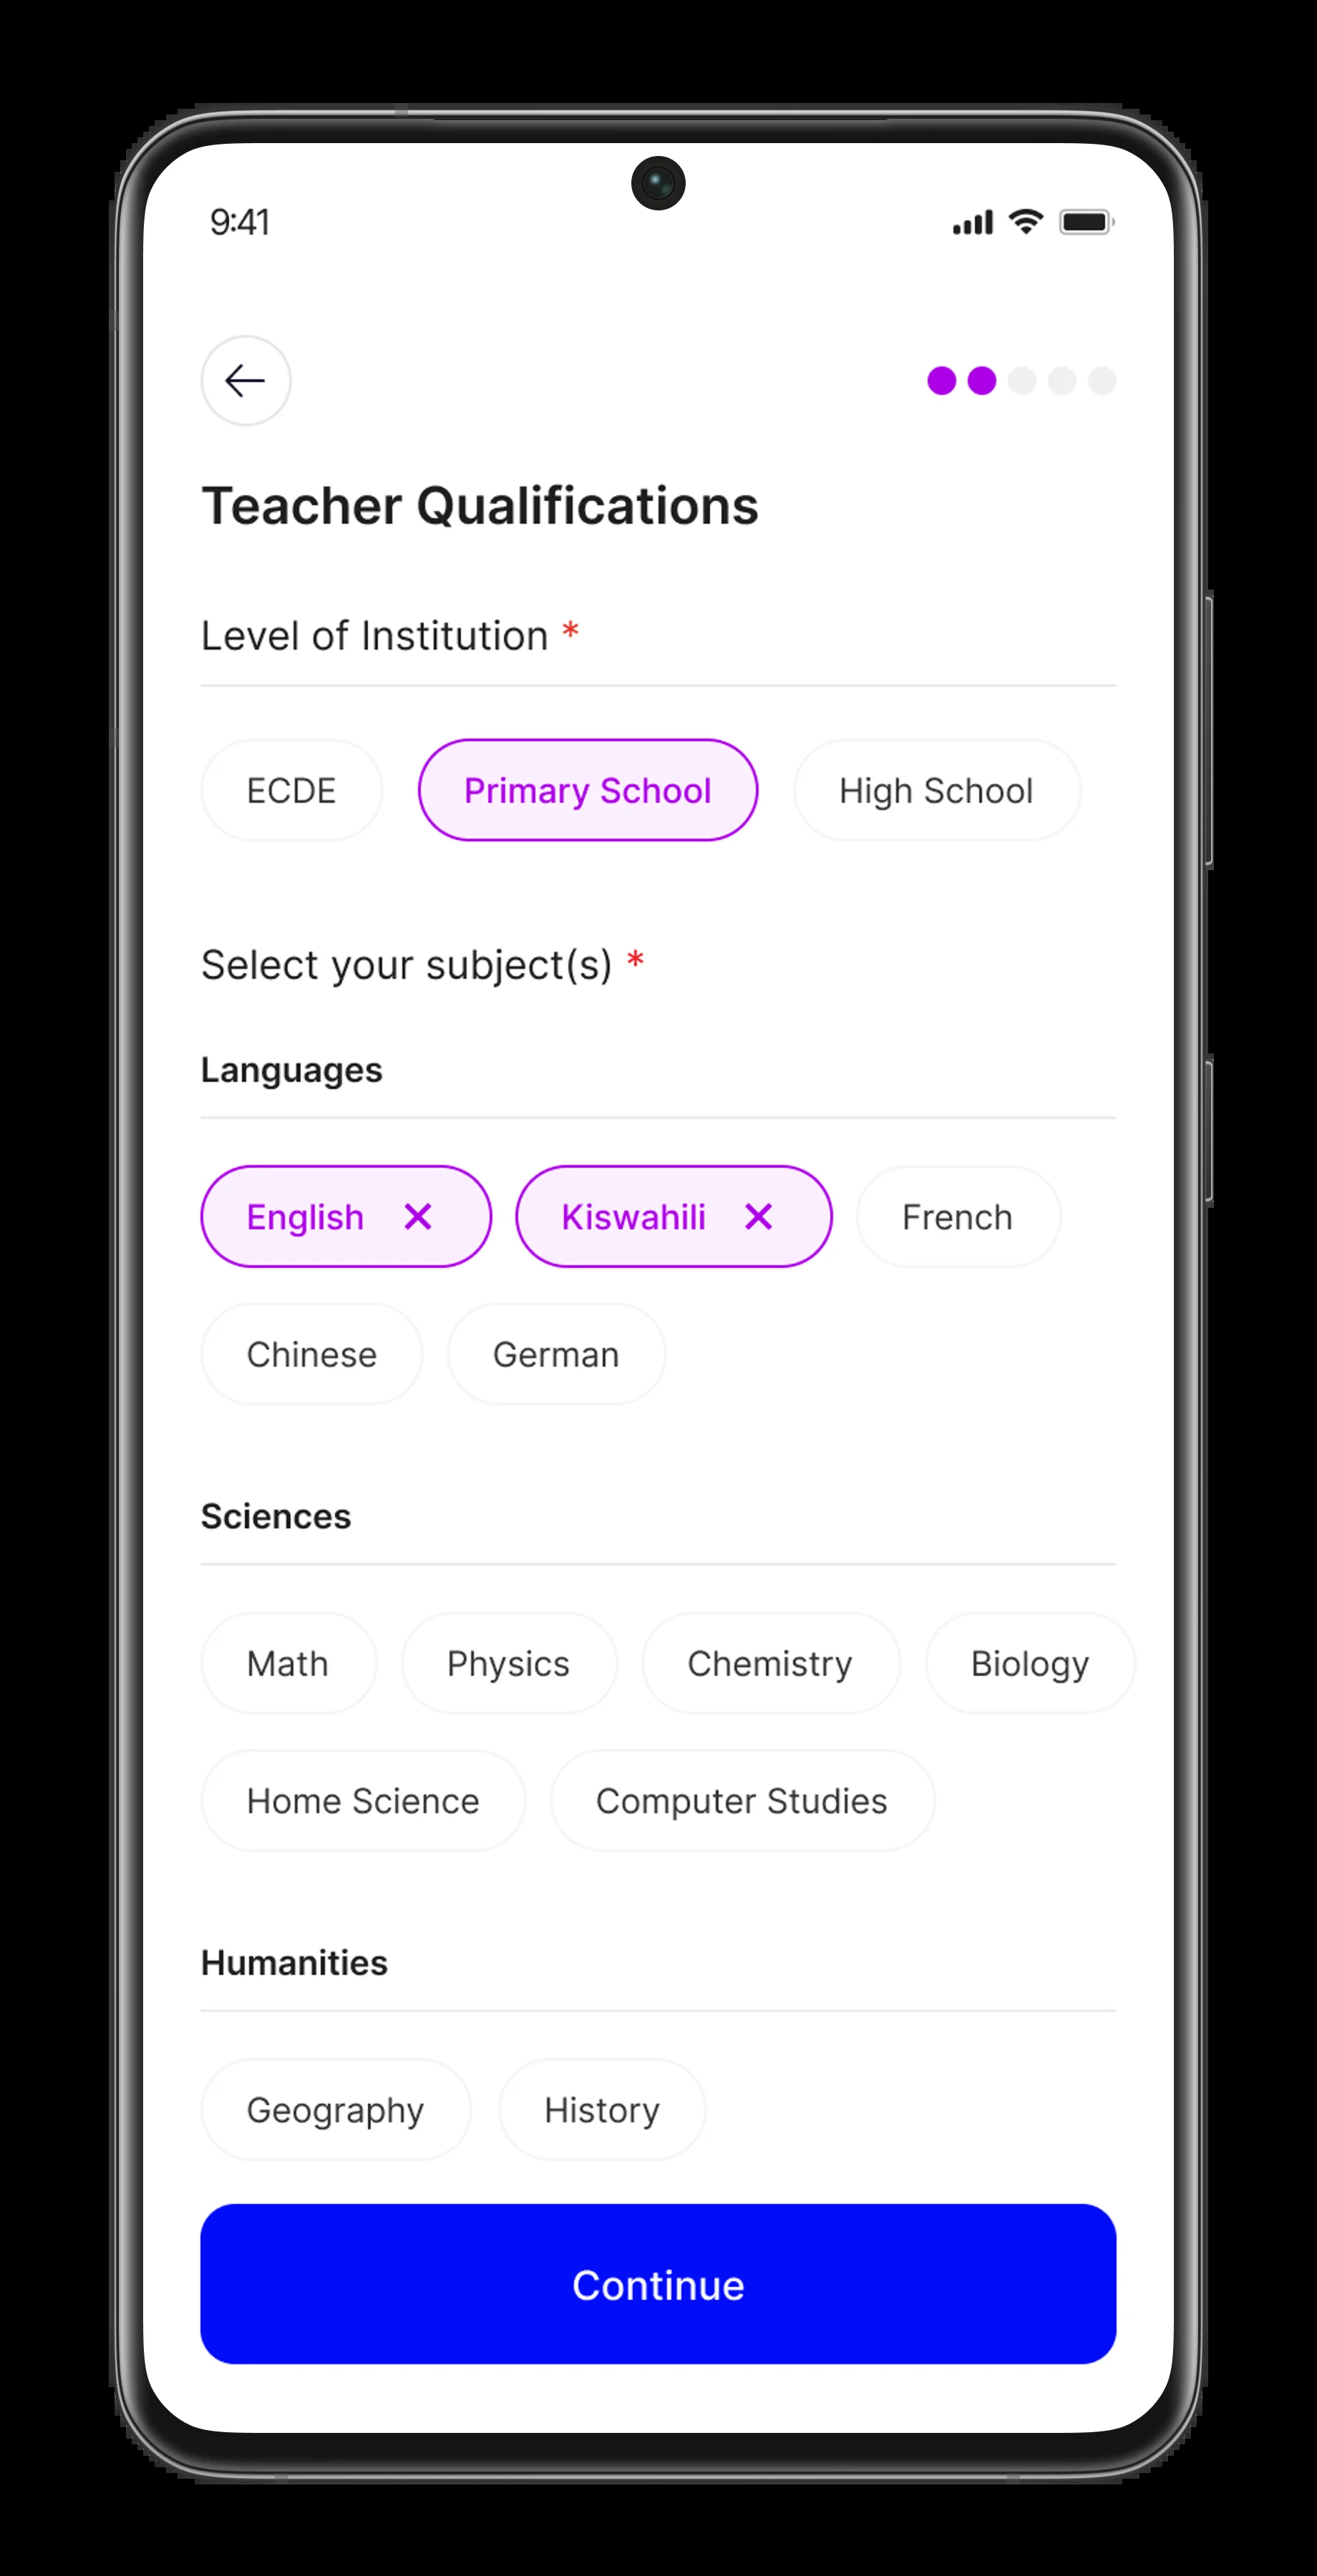 9:41
Teacher Qualifications
Level of Institution *
ECDE Primary School High School
Select your subject(s) *
Languages
English Kiswahili French
Chinese German
Sciences
Math Physics Chemistry Biology
Home Science Computer Studies
Humanities
Geography History
Continue